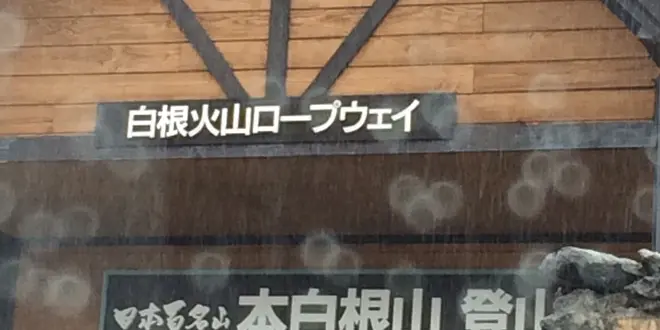 白根火山ロープウェイ
日本百名山 本白根山 登山